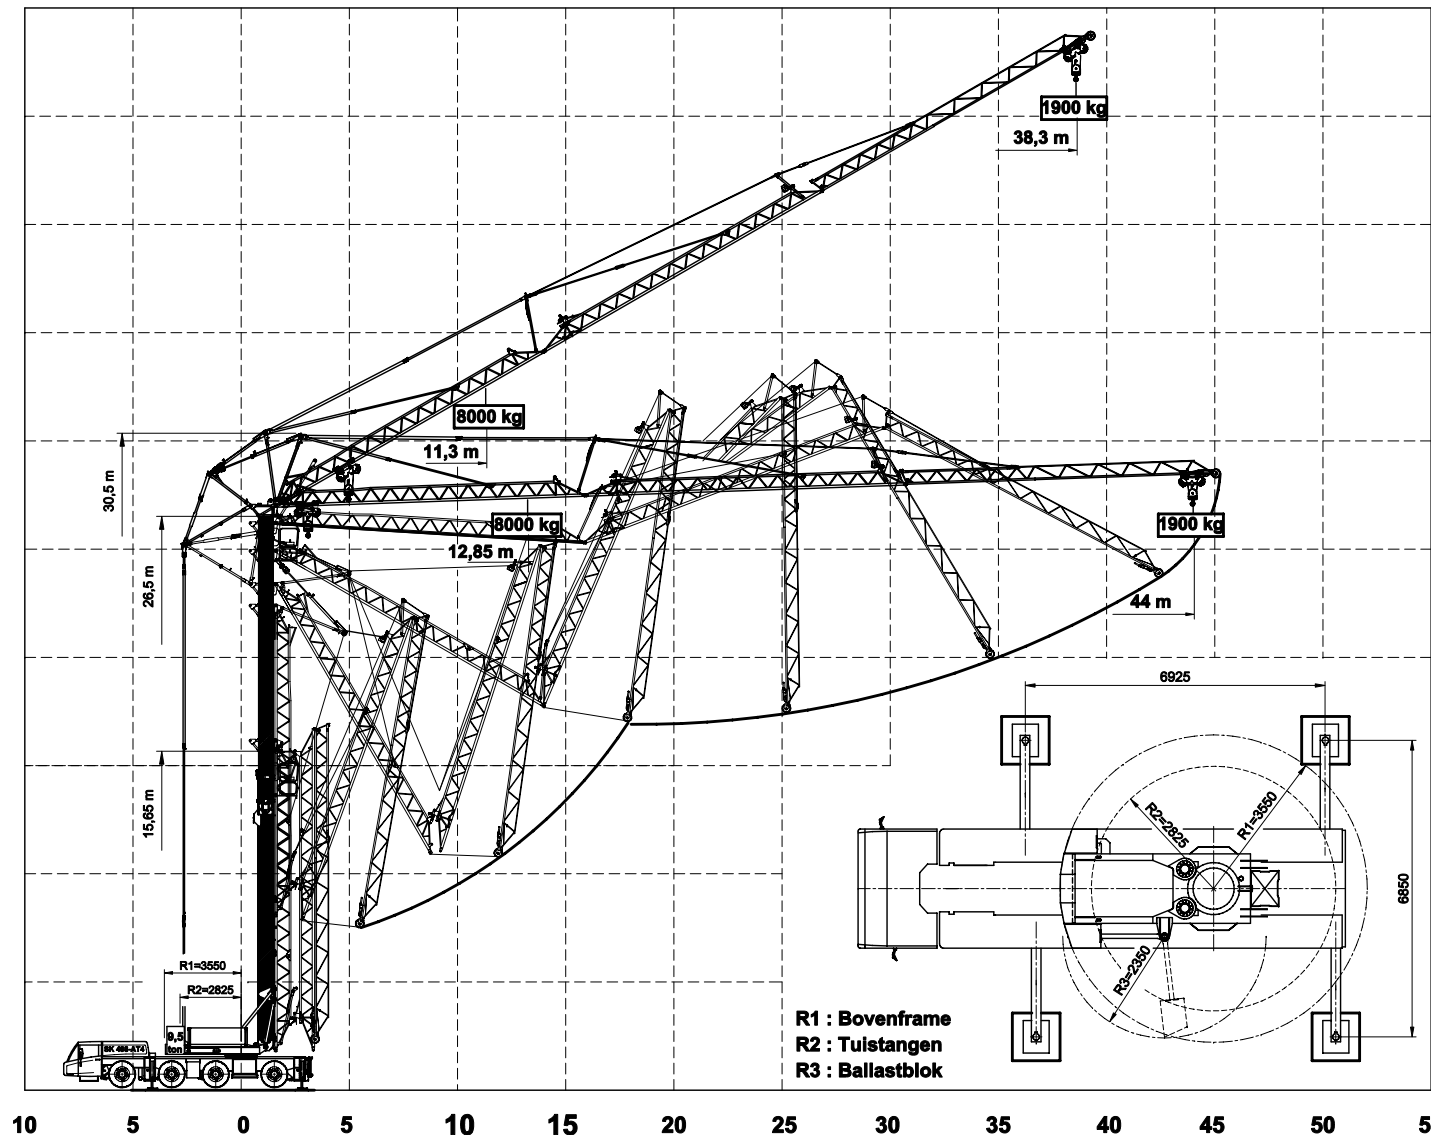 1900 kg
38,3 m
8000 kg
11,3 m
30,5 m
8000 kg
12,85 m
1900 kg
26,5 m
44 m
6925
15,65 m
R2=2825
R1=3550
6850
R3=2350
R1=3550
R2=2825
9,5
ton
R1 : Bovenframe
R2 : Tuistangen
R3 : Ballastblok
10 5 0 5 10 15 20 25 30 35 40 45 50 5